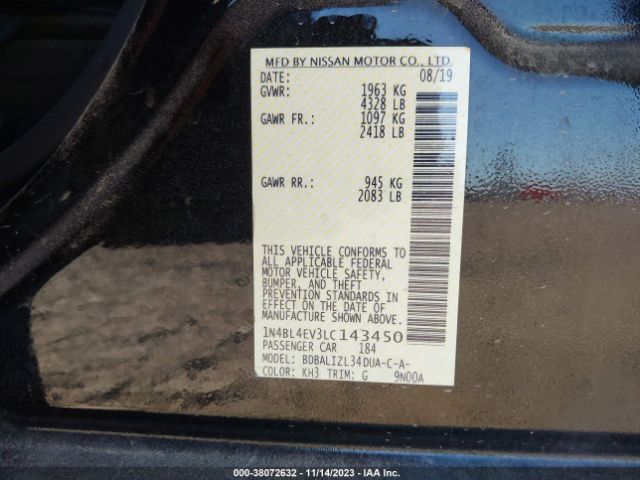 MFD BY NISSAN MOTOR CO., LTD.
DATE: 08/19
GVWR: 1963 KG
4328 LB
GAWR FR.: 1097 KG
2418 LB
GAWR RR.: 945 KG
2083 LB
THIS VEHICLE CONFORMS TO
ALL APPLICABLE FEDERAL
MOTOR VEHICLE SAFETY,
BUMPER, AND THEFT
PREVENTION STANDARDS IN
EFFECT ON THE DATE OF
MANUFACTURE SHOWN ABOVE.
1N4BL4EV3LC143450
PASSENGER CAR 184
MODEL: BDBALIZL34DUA-C-A-
COLOR: KH3 TRIM: G 9N00A
000-38072632 - 11/14/2023 - IAA Inc.